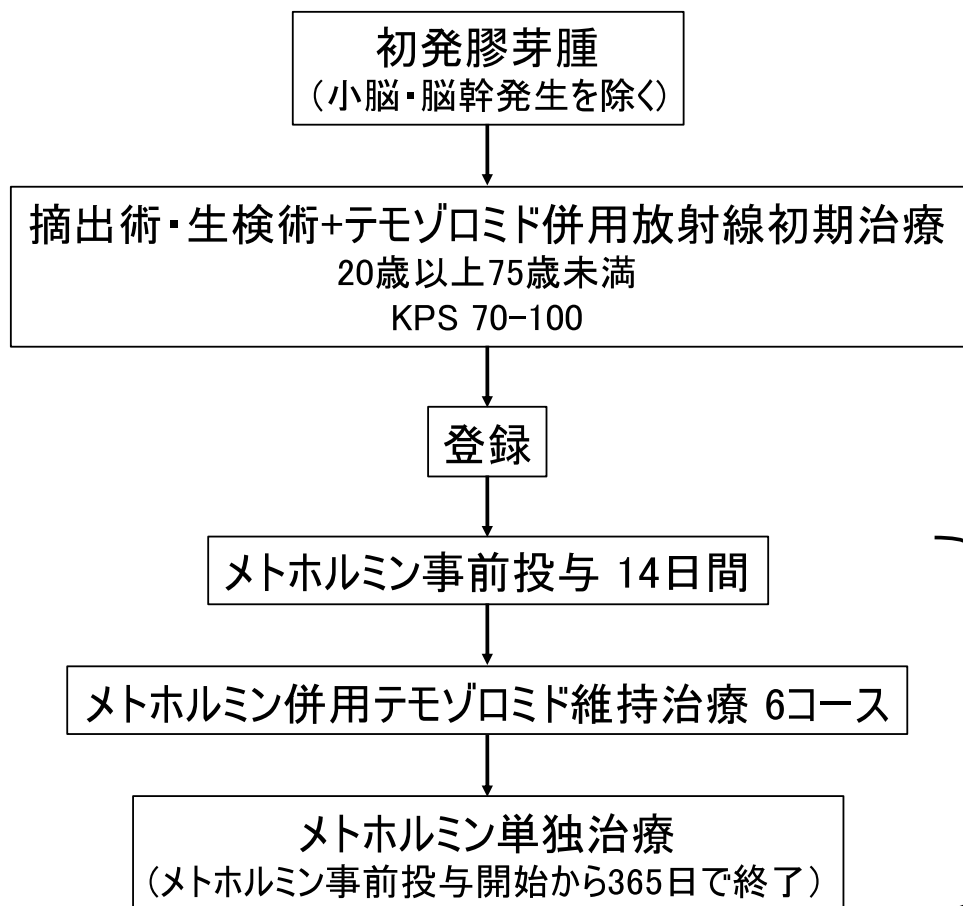 初発膠芽腫
（小脳・脳幹発生を除く）
摘出術・生検術+テモゾロミド併用放射線初期治療
20歳以上75歳未満
KPS 70-100
登録
メトホルミン事前投与 14日間
メトホルミン併用テモゾロミド維持治療 6コース
メトホルミン単独治療
（メトホルミン事前投与開始から365日で終了）